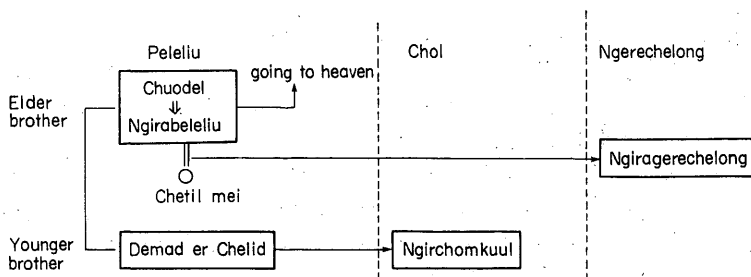 Peleliu
Chol
Ngerechelong
going to heaven
Elder
brother
Chuodel
⇓
Ngirabeleliu
Ngiragerechelong
Chetil mei
Younger
brother
Demad er Chelid
Ngirchomkuul